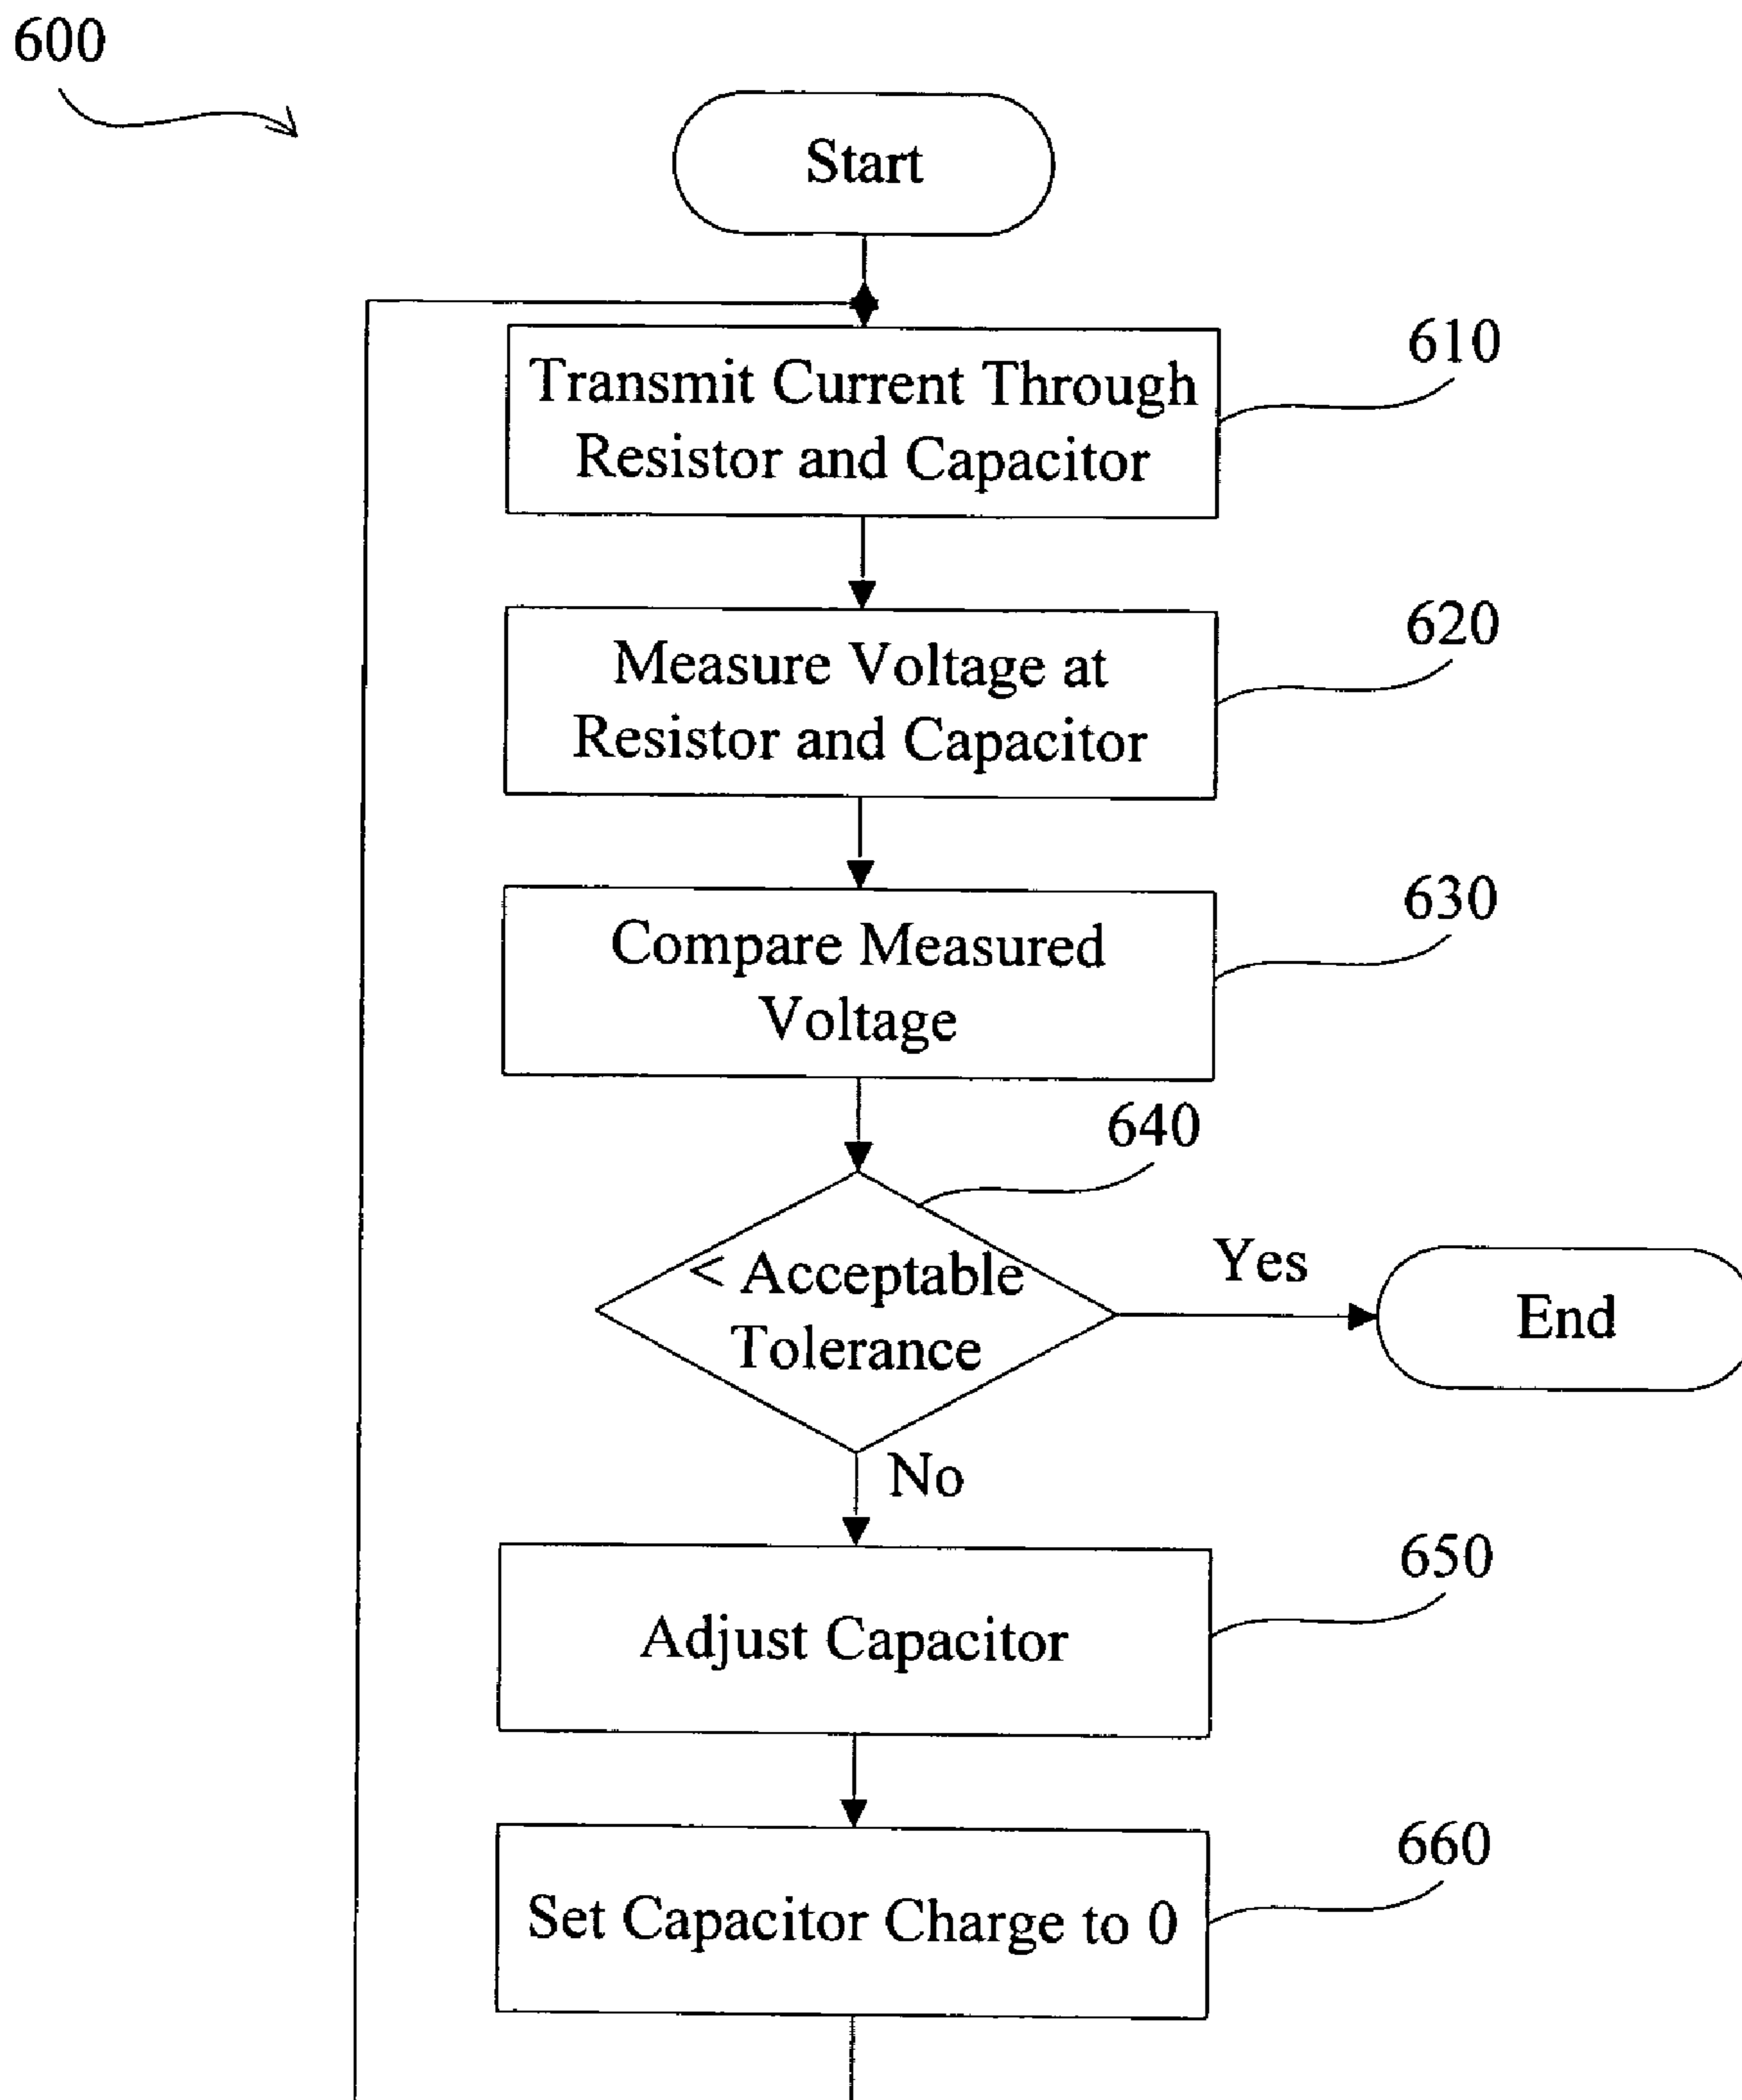 600
Start
Transmit Current Through
Resistor and Capacitor
610
Measure Voltage at
Resistor and Capacitor
620
Compare Measured
Voltage
630
640
< Acceptable
Tolerance
Yes
End
No
Adjust Capacitor
650
Set Capacitor Charge to 0
660